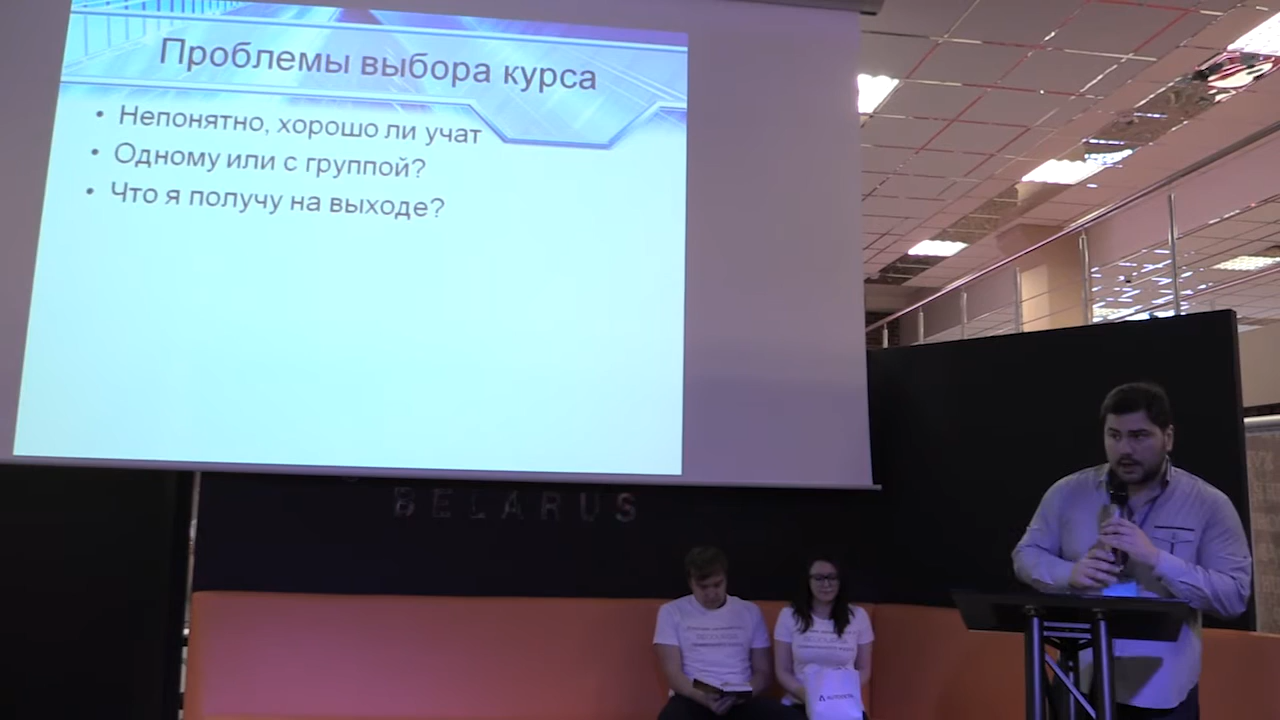 Проблемы выбора курса
• Непонятно, хорошо ли учат
• Одному или с группой?
• Что я получу на выходе?
BELARUS